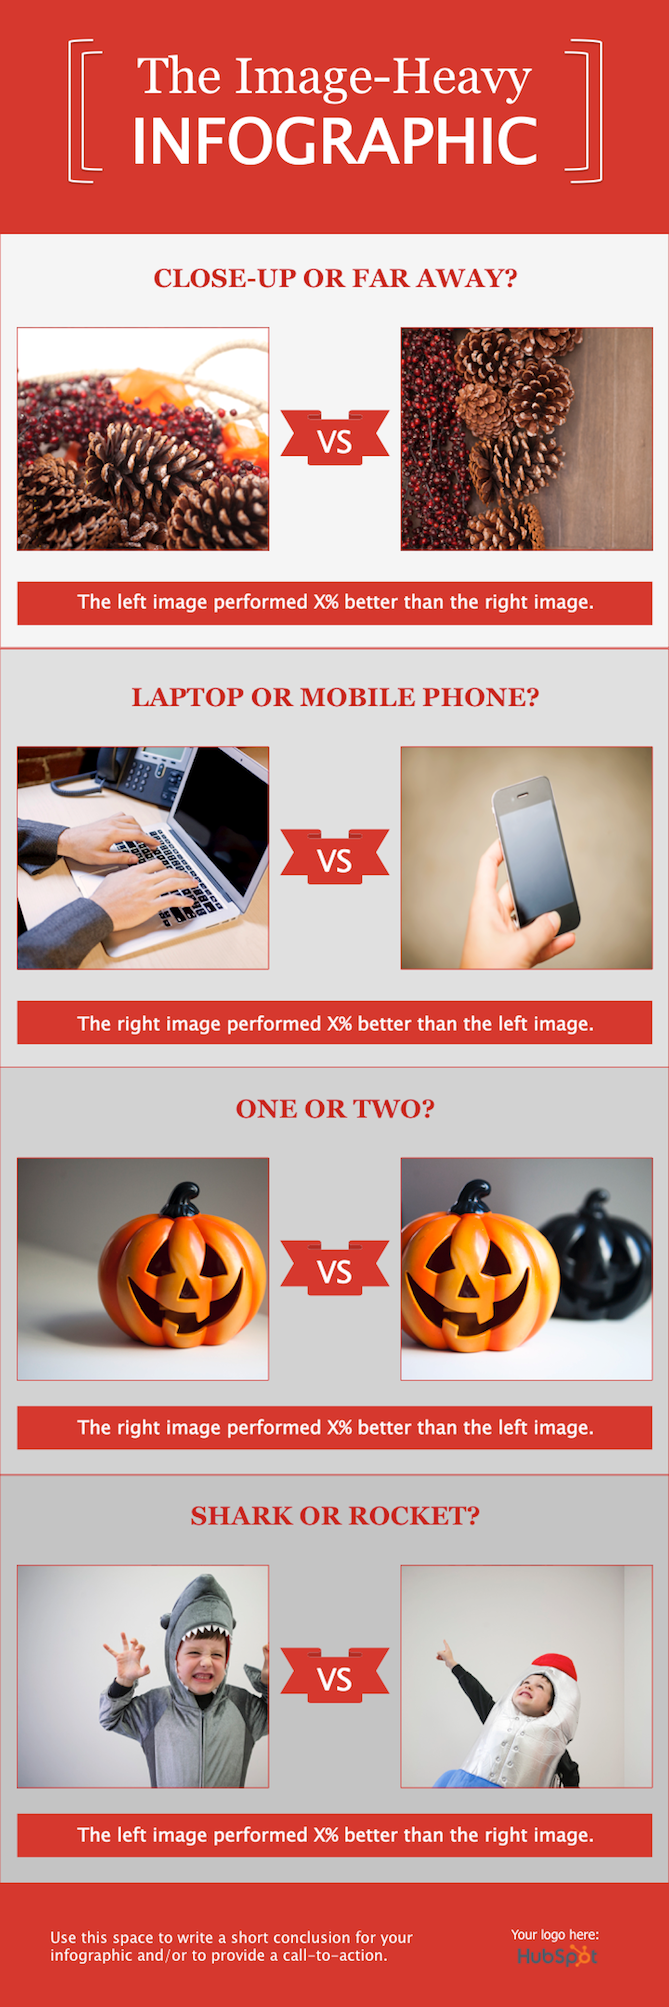 The Image-Heavy
INFOGRAPHIC
CLOSE-UP OR FAR AWAY?
VS
The left image performed X% better than the right image.
LAPTOP OR MOBILE PHONE?
VS
The right image performed X% better than the left image.
ONE OR TWO?
VS
The right image performed X% better than the left image.
SHARK OR ROCKET?
VS
The left image performed X% better than the right image.
Use this space to write a short conclusion for your
infographic and/or to provide a call-to-action.
Your logo here:
HubSpot